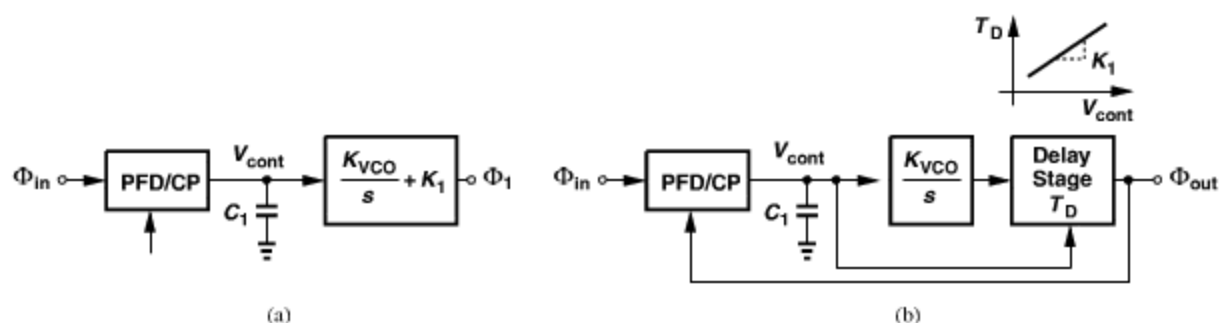 T_D
K_1
V_cont
Φ_in
PFD/CP
V_cont
C_1
K_VCO
s
+ K_1
Φ_1
Φ_in
PFD/CP
V_cont
C_1
K_VCO
s
Delay
Stage
T_D
Φ_out
(a)
(b)